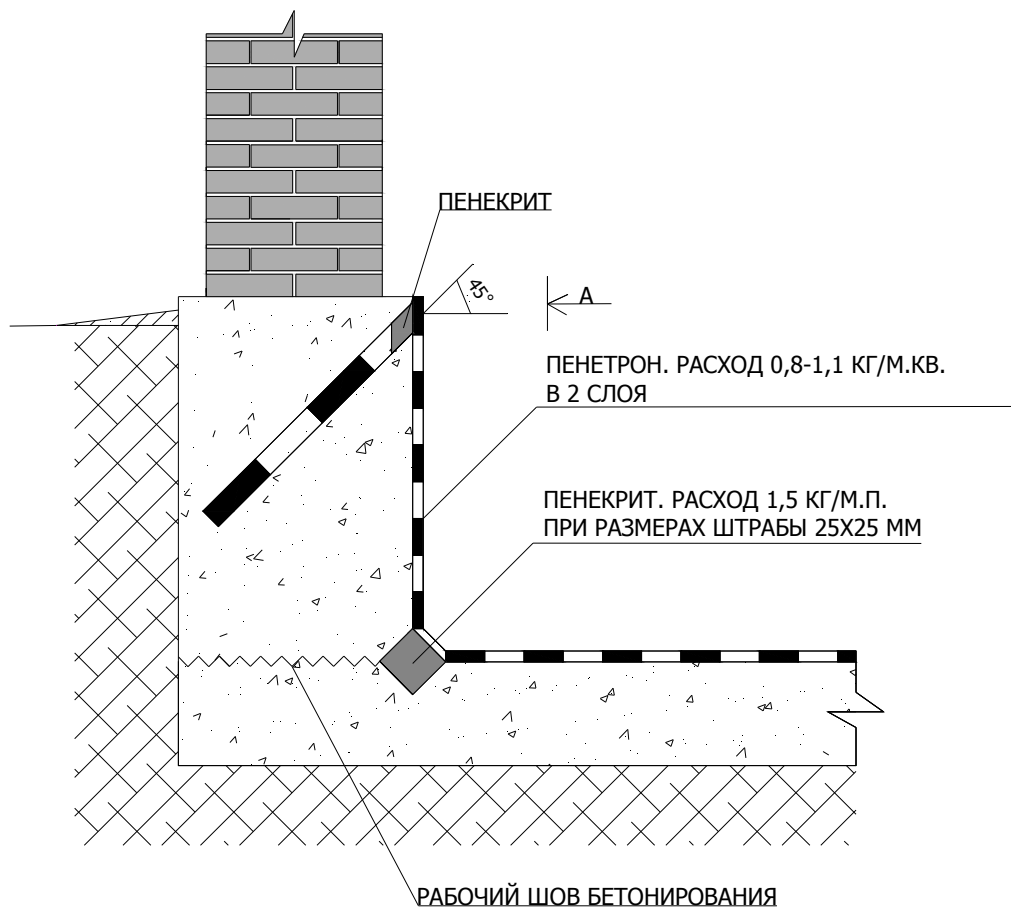 ПЕНЕКРИТ
45°
А
ПЕНЕТРОН. РАСХОД 0,8-1,1 КГ/М.КВ.
В 2 СЛОЯ
ПЕНЕКРИТ. РАСХОД 1,5 КГ/М.П.
ПРИ РАЗМЕРАХ ШТРАБЫ 25Х25 ММ
РАБОЧИЙ ШОВ БЕТОНИРОВАНИЯ